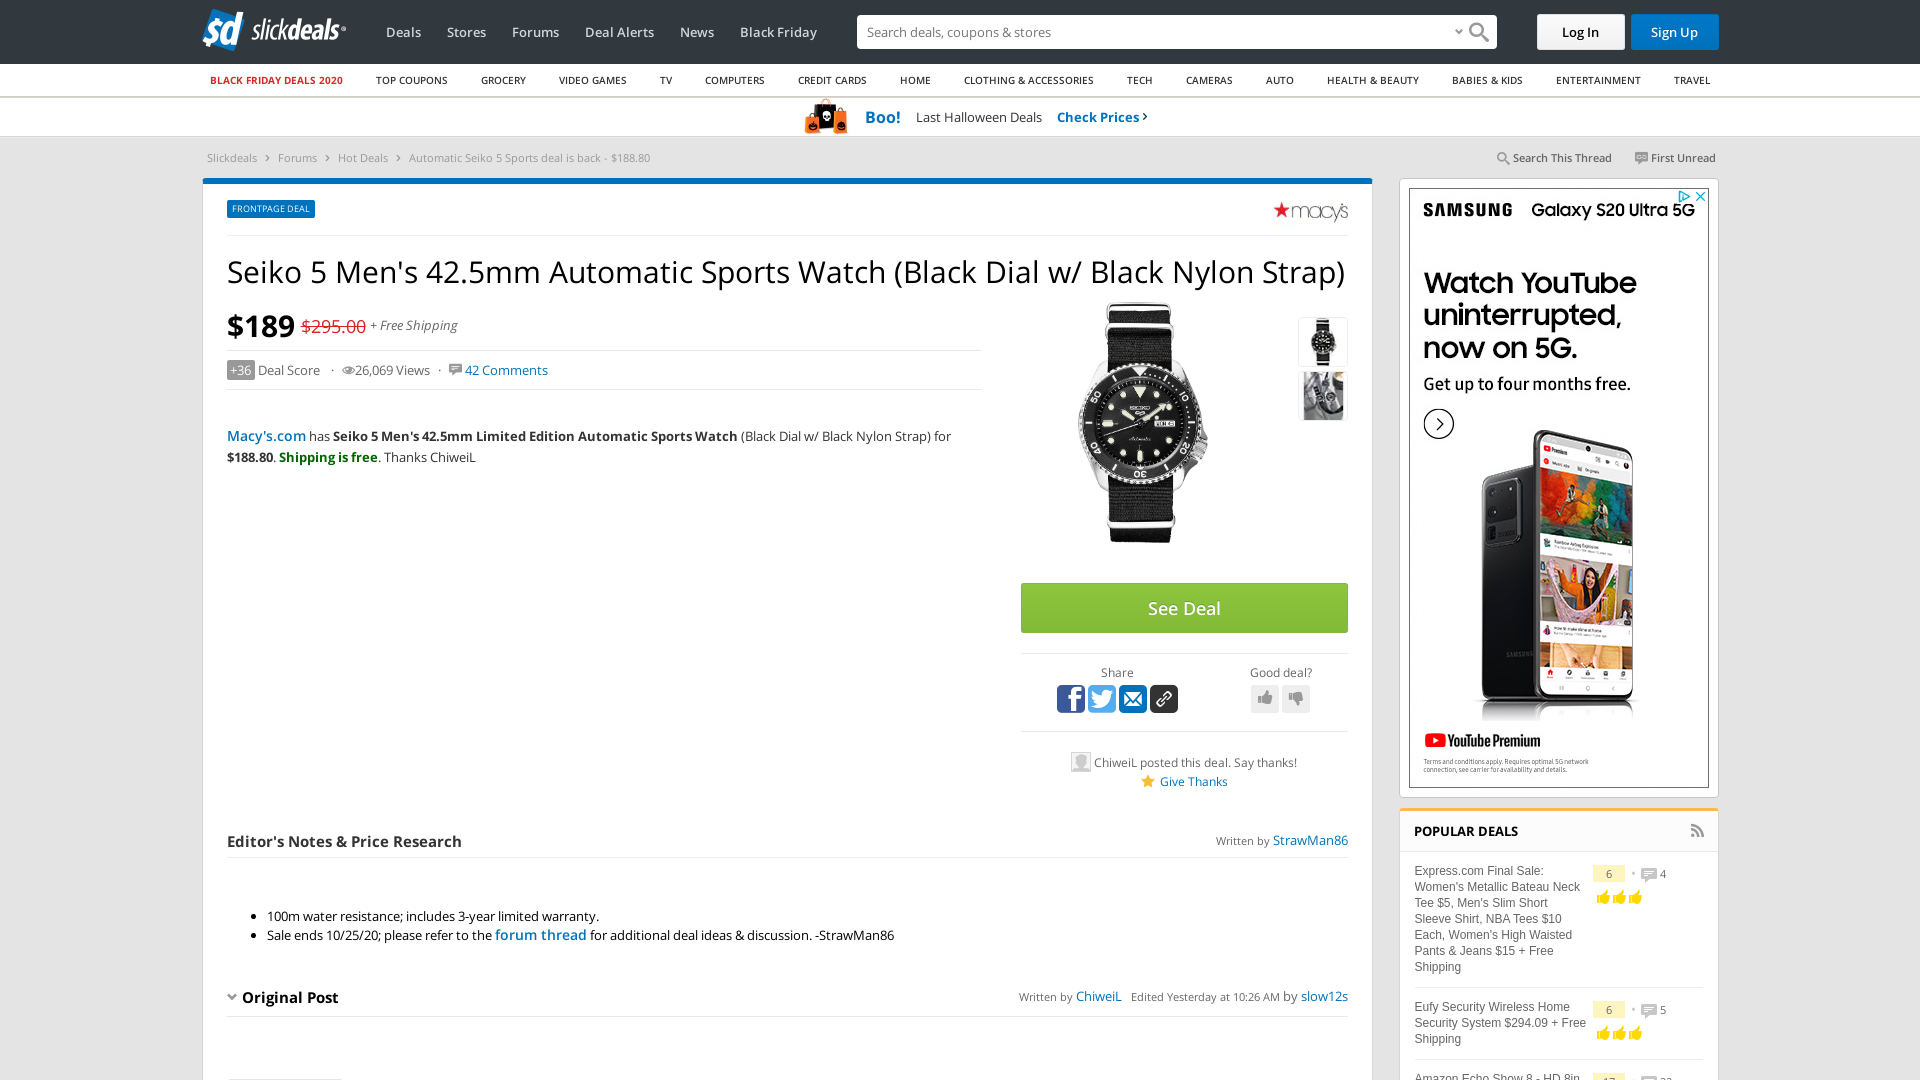 slickdeals
Deals
Stores
Forums
Deal Alerts
News
Black Friday
Search deals, coupons & stores
Log In
Sign Up
BLACK FRIDAY DEALS 2020
TOP COUPONS
GROCERY
VIDEO GAMES
TV
COMPUTERS
CREDIT CARDS
HOME
CLOTHING & ACCESSORIES
TECH
CAMERAS
AUTO
HEALTH & BEAUTY
BABIES & KIDS
ENTERTAINMENT
TRAVEL
Boo! Last Halloween Deals Check Prices
Slickdeals > Forums > Hot Deals > Automatic Seiko 5 Sports deal is back - $188.80
Search This Thread
First Unread
FRONTPAGE DEAL
macy's
Seiko 5 Men's 42.5mm Automatic Sports Watch (Black Dial w/ Black Nylon Strap)
$189 $295.00 + Free Shipping
+36 Deal Score · 26,069 Views · 42 Comments
Macy's.com has Seiko 5 Men's 42.5mm Limited Edition Automatic Sports Watch (Black Dial w/ Black Nylon Strap) for
$188.80. Shipping is free. Thanks ChiweiL
See Deal
Share
Good deal?
ChiweiL posted this deal. Say thanks!
Give Thanks
Editor's Notes & Price Research
Written by StrawMan86
• 100m water resistance; includes 3-year limited warranty.
• Sale ends 10/25/20; please refer to the forum thread for additional deal ideas & discussion. -StrawMan86
Original Post
Written by ChiweiL Edited Yesterday at 10:26 AM by slow12s
SAMSUNG Galaxy S20 Ultra 5G
Watch YouTube
uninterrupted,
now on 5G.
Get up to four months free.
YouTube Premium
Terms and conditions apply. Requires optimal 5G network
connection, see carrier for availability and details.
POPULAR DEALS
Express.com Final Sale:
Women's Metallic Bateau Neck
Tee $5, Men's Slim Short
Sleeve Shirt, NBA Tees $10
Each, Women's High Waisted
Pants & Jeans $15 + Free
Shipping
6 • 4
Eufy Security Wireless Home
Security System $294.09 + Free
Shipping
6 • 5
Amazon Echo Show 8 - HD 8in